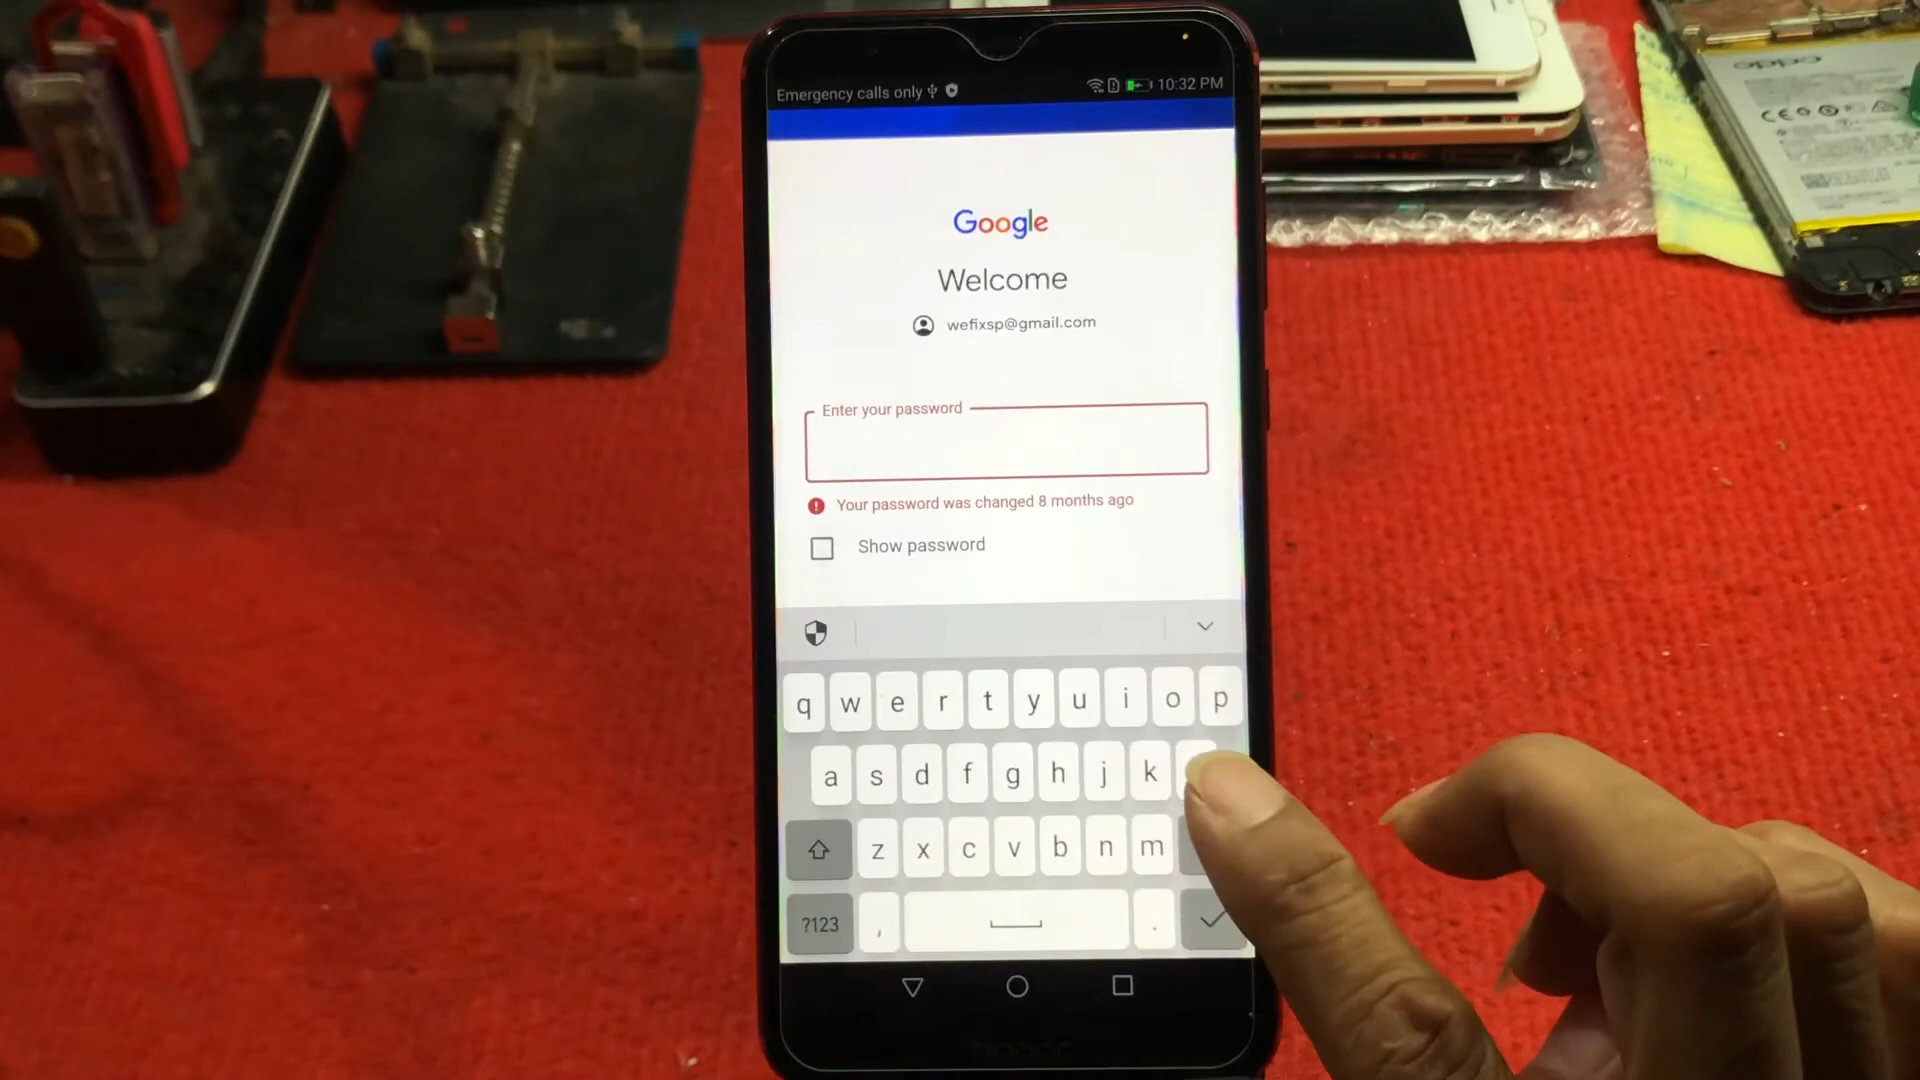 Emergency calls only 10:32 PM
Google
Welcome
wefixsp@gmail.com
Enter your password
Your password was changed 8 months ago
Show password
q w e r t y u i o p
a s d f g h j k
z x c v b n m
?123 , .
honor
oppo